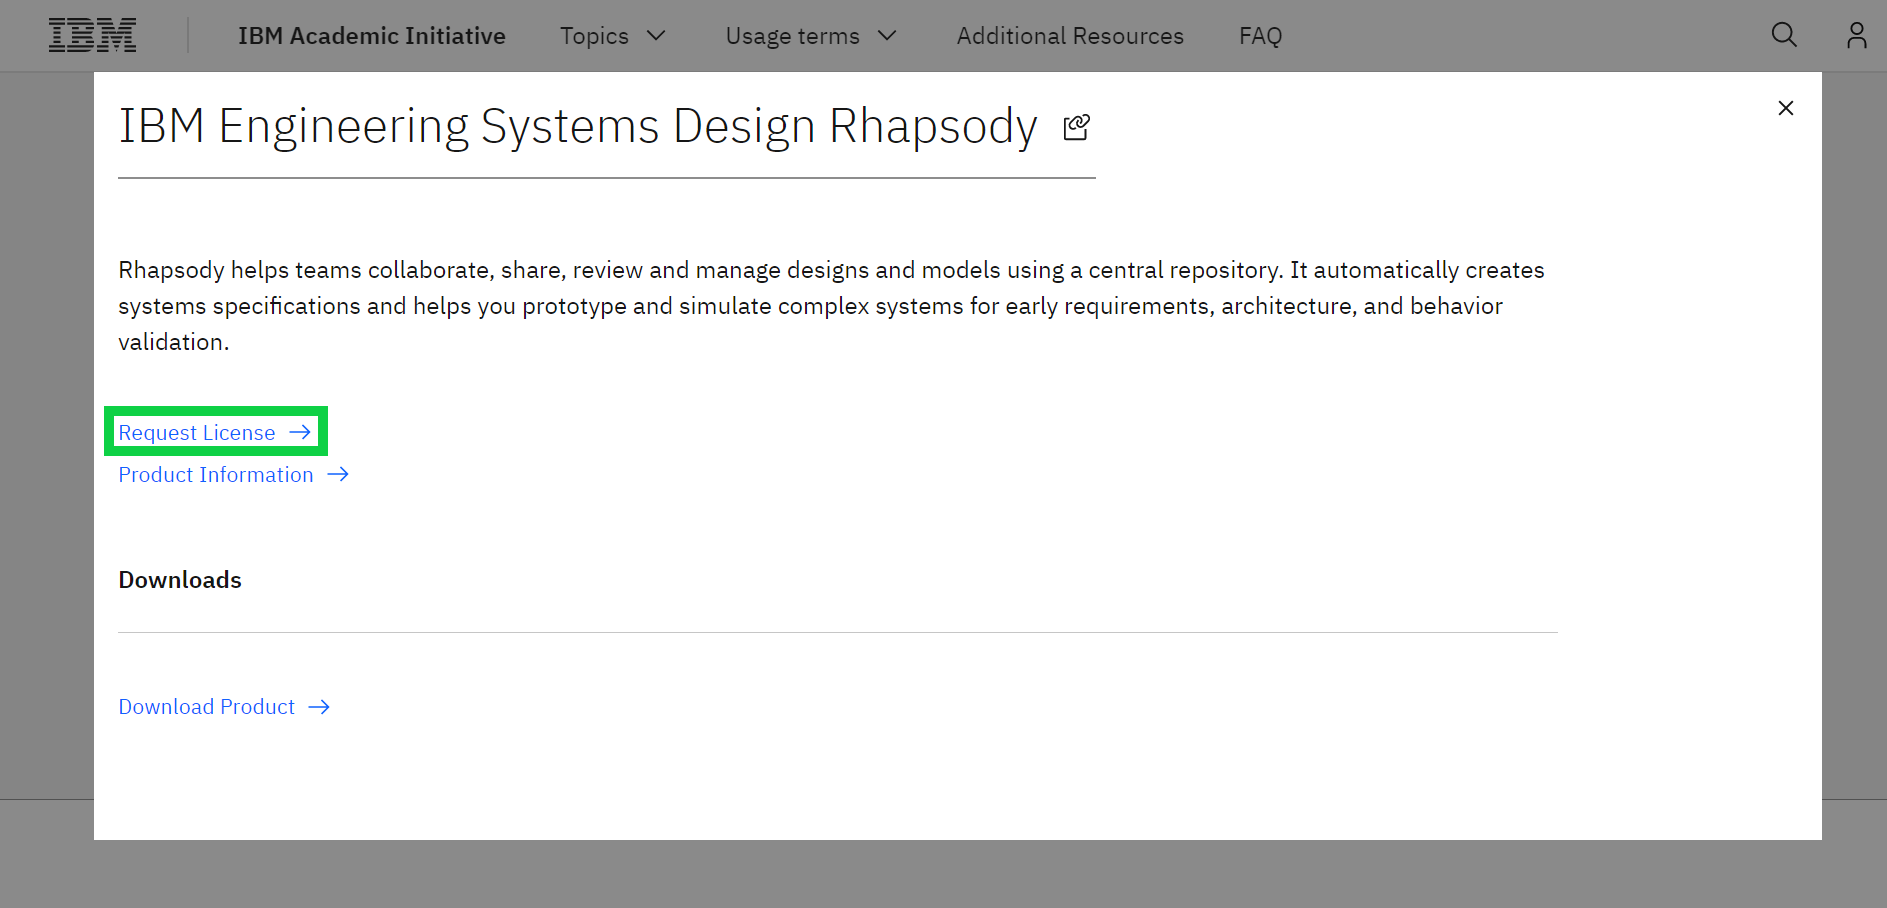 IBM IBM Academic Initiative Topics Usage terms Additional Resources FAQ
IBM Engineering Systems Design Rhapsody
Rhapsody helps teams collaborate, share, review and manage designs and models using a central repository. It automatically creates
systems specifications and helps you prototype and simulate complex systems for early requirements, architecture, and behavior
validation.
Request License
Product Information
Downloads
Download Product